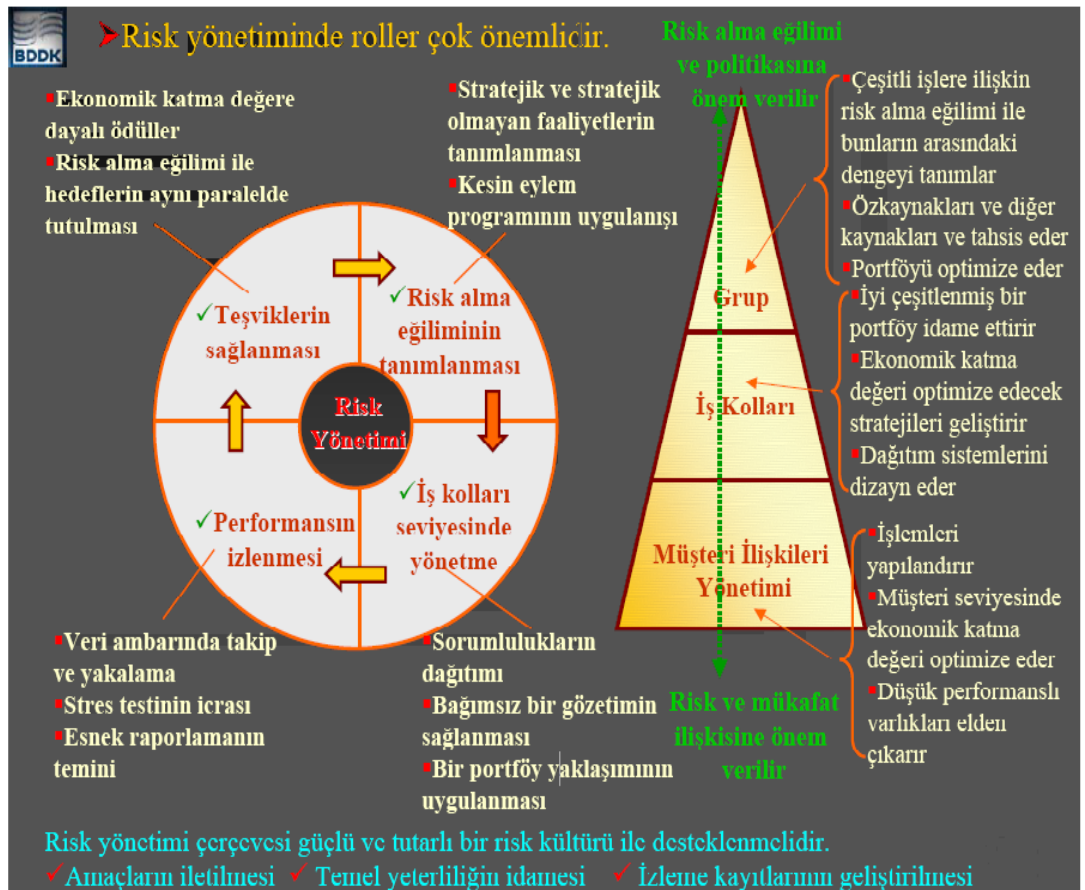 BDDK
➢Risk yönetiminde roller çok önemlidir.
▪Ekonomik katma değere
dayalı ödüller
▪Risk alma eğilimi ile
hedeflerin aynı paralelde
tutulması
▪Stratejik ve stratejik
olmayan faaliyetlerin
tanımlanması
▪Kesin eylem
programının uygulanışı
✓Teşviklerin
sağlanması
✓Risk alma
eğiliminin
tanımlanması
Risk
Yönetimi
✓Performansın
izlenmesi
✓İş kolları
seviyesinde
yönetme
▪Veri ambarında takip
ve yakalama
▪Stres testinin icrası
▪Esnek raporlamanın
temini
▪Sorumlulukların
dağıtımı
▪Bağımsız bir gözetimin
sağlanması
▪Bir portföy yaklaşımının
uygulanması
Risk alma eğilimi
ve politikasına
önem verilir
Grup
İş Kolları
Müşteri İlişkileri
Yönetimi
Risk ve mükafat
ilişkisine önem
verilir
▪Çeşitli işlere ilişkin
risk alma eğilimi ile
bunların arasındaki
dengeyi tanımlar
▪Özkaynakları ve diğer
kaynakları ve tahsis eder
▪Portföyü optimize eder
▪İyi çeşitlenmiş bir
portföy idame ettirir
▪Ekonomik katma
değeri optimize edecek
stratejileri geliştirir
▪Dağıtım sistemlerini
dizayn eder
▪İşlemleri
yapılandırır
▪Müşteri seviyesinde
ekonomik katma
değeri optimize eder
▪Düşük performanslı
varlıkları elden
çıkarır
Risk yönetimi çerçevesi güçlü ve tutarlı bir risk kültürü ile desteklenmelidir.
✓Amaçların iletilmesi ✓ Temel yeterliliğin idamesi ✓ İzleme kayıtlarının geliştirilmesi